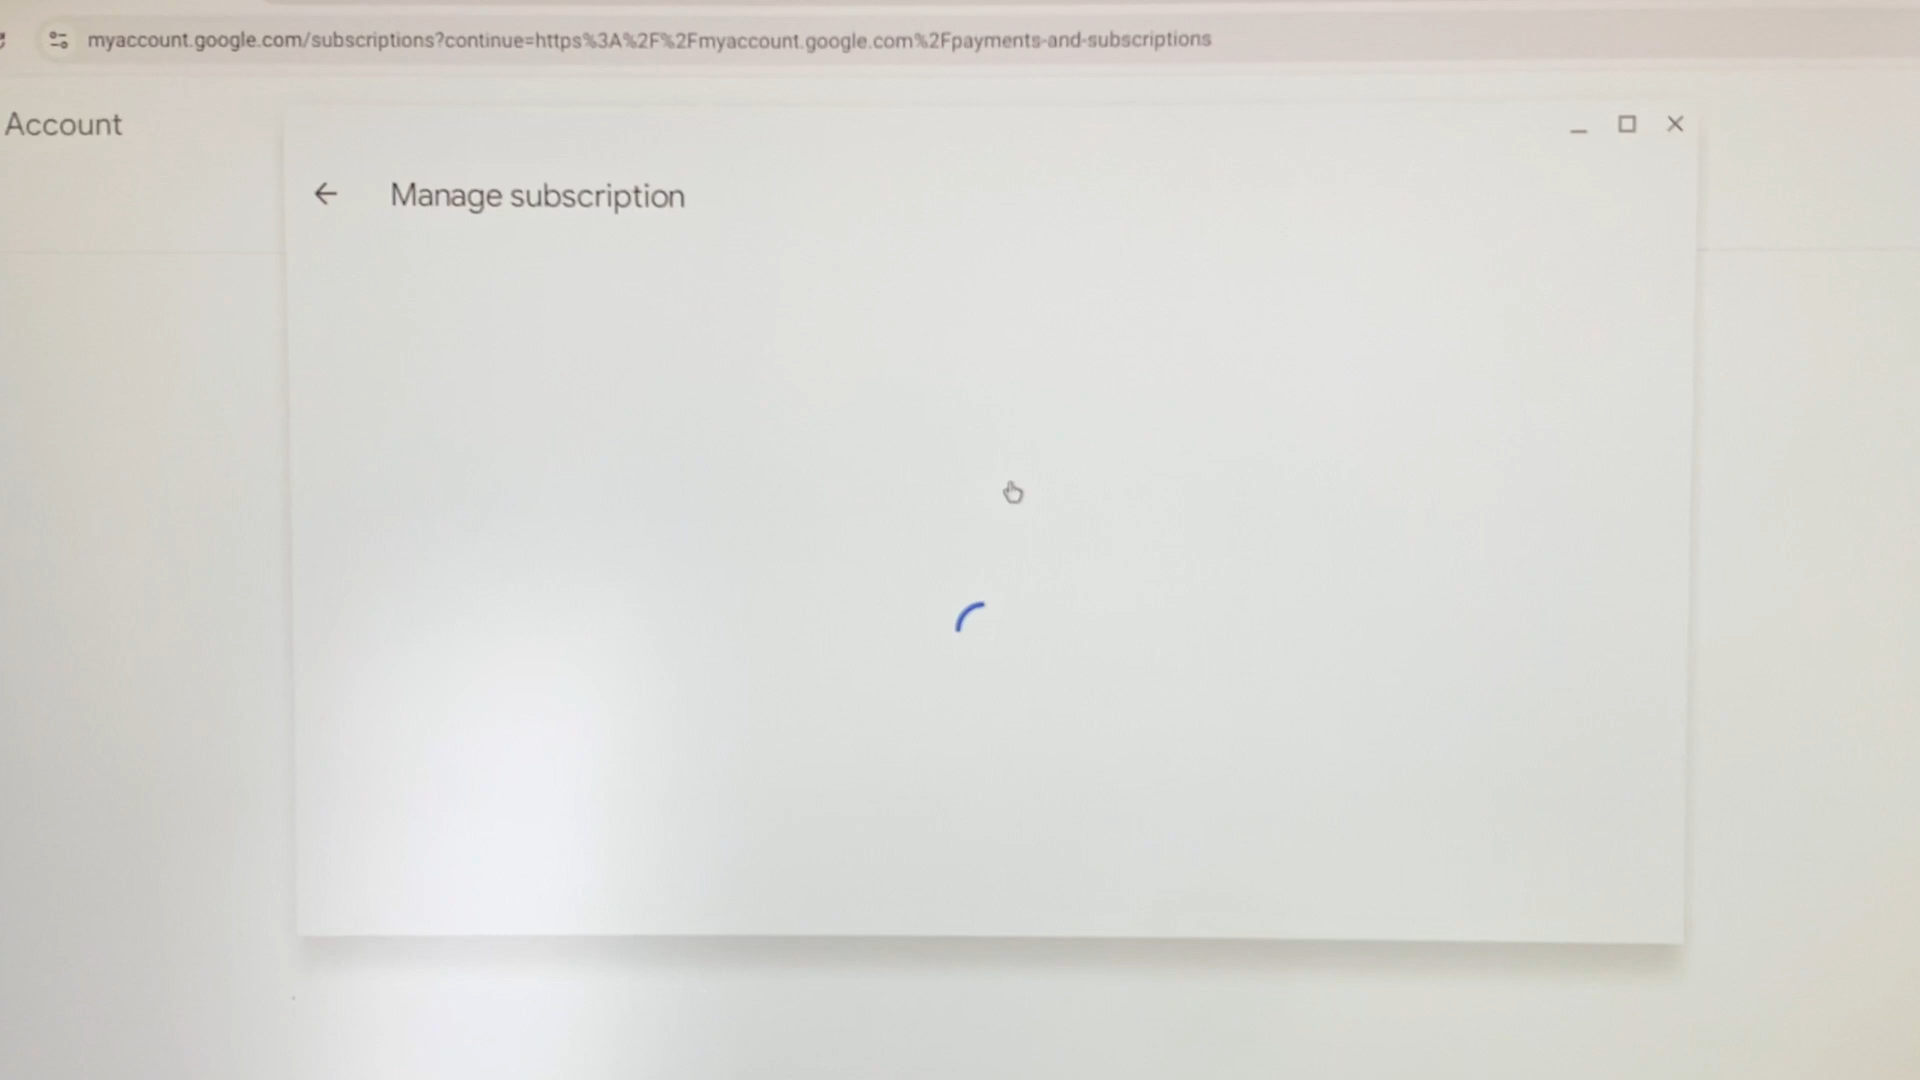 myaccount.google.com/subscriptions?continue=https%3A%2F%2Fmyaccount.google.com%2Fpayments-and-subscriptions
Account
Manage subscription